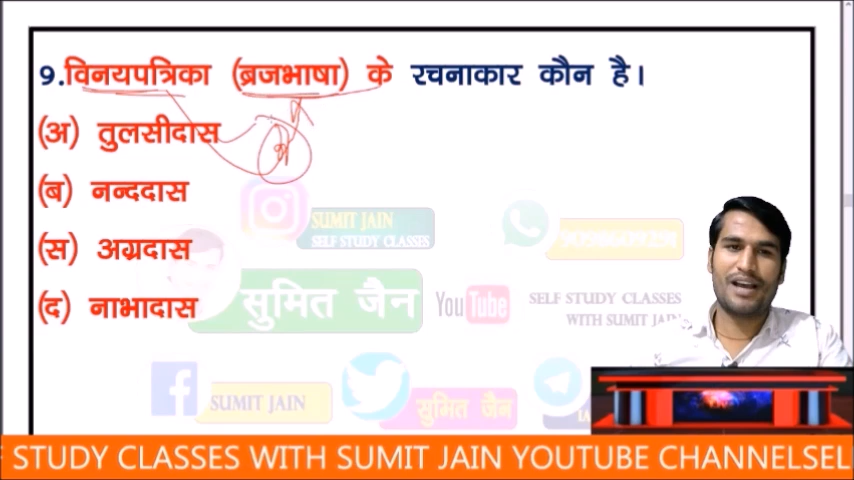 9.विनयपत्रिका (ब्रजभाषा) के रचनाकार कौन है।
(अ) तुलसीदास
(ब) नन्ददास
SUMIT JAIN
SELF STUDY CLASSES
(स) अग्रदास
सुमित जैन
YouTube
SELF STUDY CLASSES
WITH SUMIT JAIN
(द) नाभादास
SUMIT JAIN
सुमित जैन
STUDY CLASSES WITH SUMIT JAIN YOUTUBE CHANNELSEL